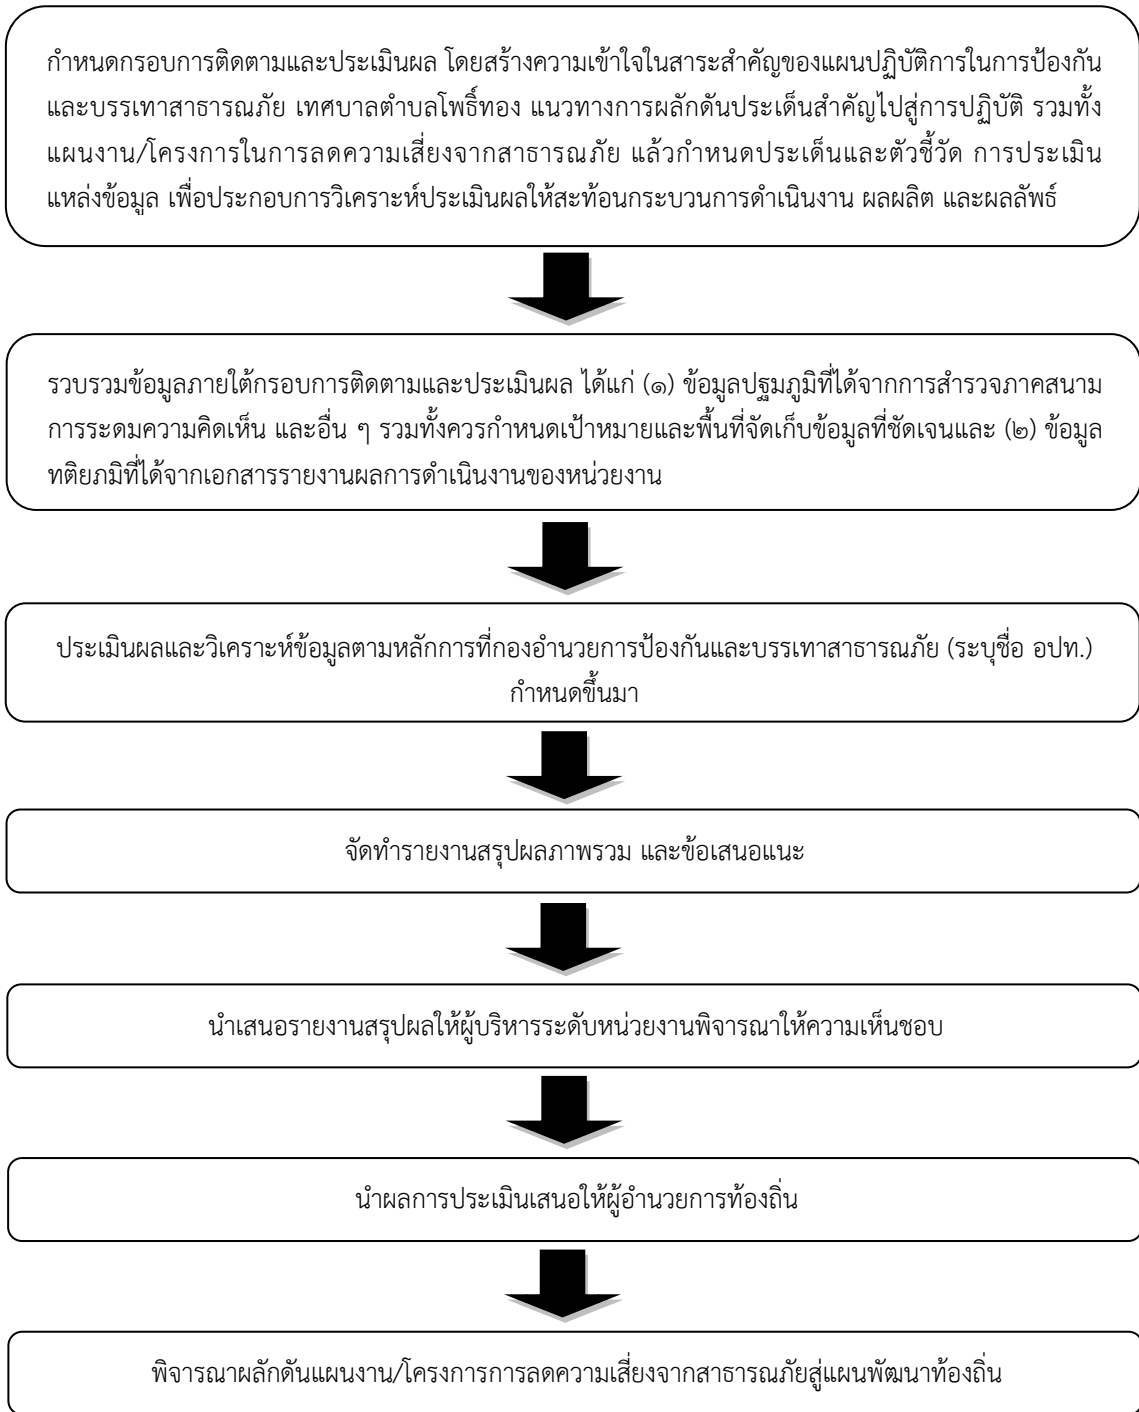 กำหนดกรอบการติดตามและประเมินผล โดยสร้างความเข้าใจในสาระสำคัญของแผนปฏิบัติการในการป้องกัน
และบรรเทาสาธารณภัย เทศบาลตำบลโพธิ์ทอง แนวทางการผลักดันประเด็นสำคัญไปสู่การปฏิบัติ รวมทั้ง
แผนงาน/โครงการในการลดความเสี่ยงจากสาธารณภัย แล้วกำหนดประเด็นและตัวชี้วัด การประเมิน
แหล่งข้อมูล เพื่อประกอบการวิเคราะห์ประเมินผลให้สะท้อนกระบวนการดำเนินงาน ผลผลิต และผลลัพธ์
รวบรวมข้อมูลภายใต้กรอบการติดตามและประเมินผล ได้แก่ (๑) ข้อมูลปฐมภูมิที่ได้จากการสำรวจภาคสนาม
การระดมความคิดเห็น และอื่น ๆ รวมทั้งควรกำหนดเป้าหมายและพื้นที่จัดเก็บข้อมูลที่ชัดเจนและ (๒) ข้อมูล
ทติยภมิที่ได้จากเอกสารรายงานผลการดำเนินงานของหน่วยงาน
ประเมินผลและวิเคราะห์ข้อมูลตามหลักการที่กองอำนวยการป้องกันและบรรเทาสาธารณภัย (ระบุชื่อ อปท.)
กำหนดขึ้นมา
จัดทำรายงานสรุปผลภาพรวม และข้อเสนอแนะ
นำเสนอรายงานสรุปผลให้ผู้บริหารระดับหน่วยงานพิจารณาให้ความเห็นชอบ
นำผลการประเมินเสนอให้ผู้อำนวยการท้องถิ่น
พิจารณาผลักดันแผนงาน/โครงการการลดความเสี่ยงจากสาธารณภัยสู่แผนพัฒนาท้องถิ่น